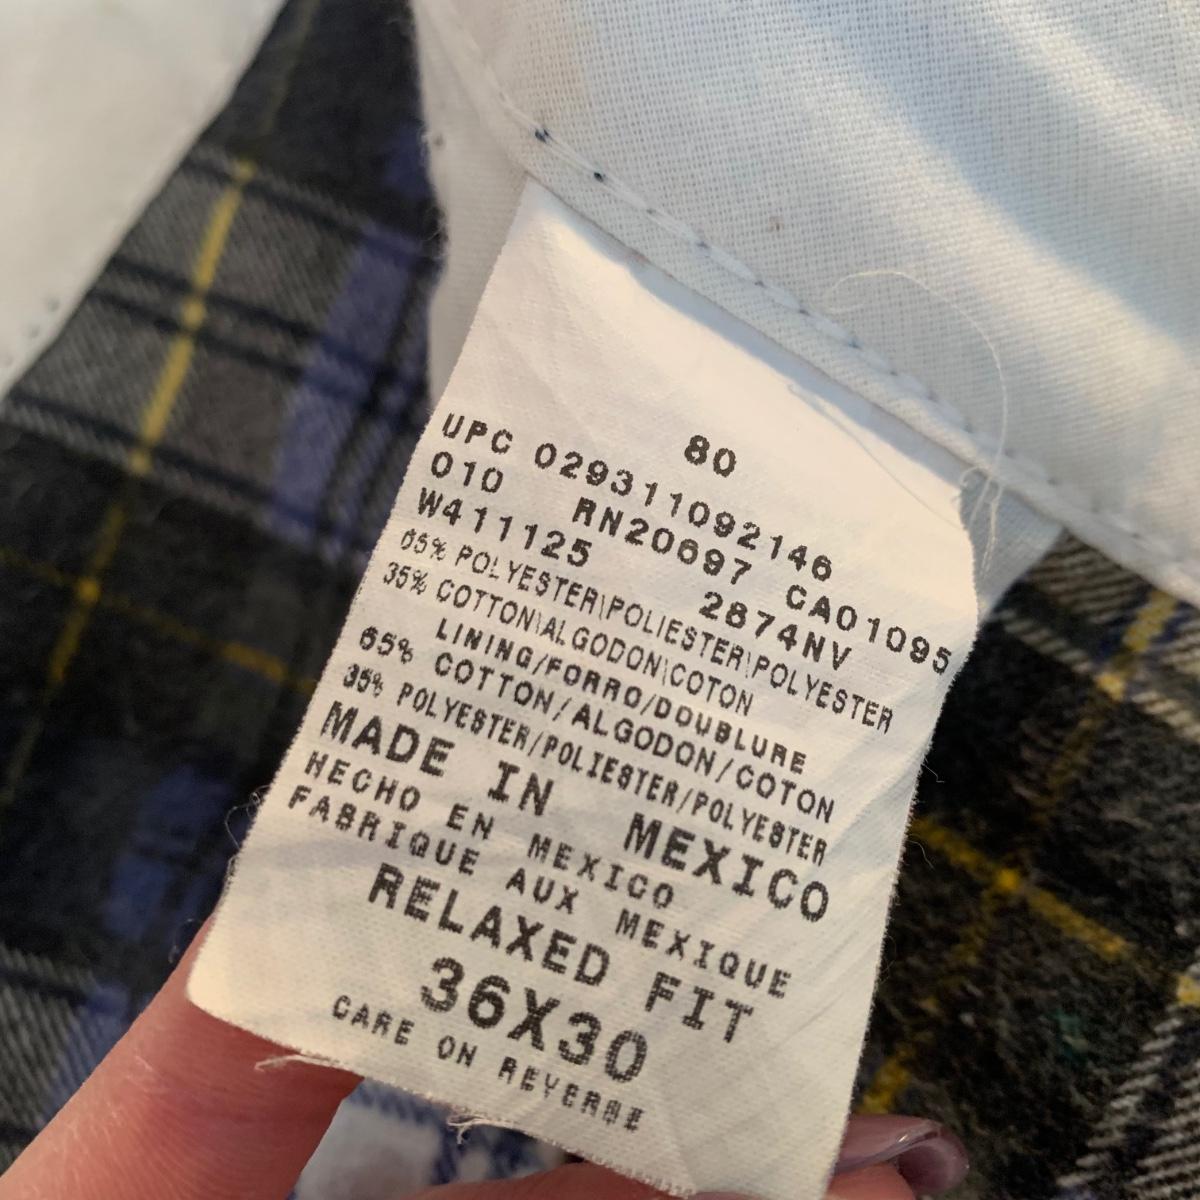 80
UPC 029311092146
010 RN20697 CA01095
W411125 2874NV
65% POLYESTER\POLIESTER\POLYESTER
35% COTTON\ALGODON\COTON
LINING/FORRO/DOUBLURE
65% COTTON/ALGODON/COTON
35% POLYESTER/POLIESTER/POLYESTER
MADE IN MEXICO
HECHO EN MEXICO
FABRIQUE AUX MEXIQUE
RELAXED FIT
36X30
CARE ON REVERSE